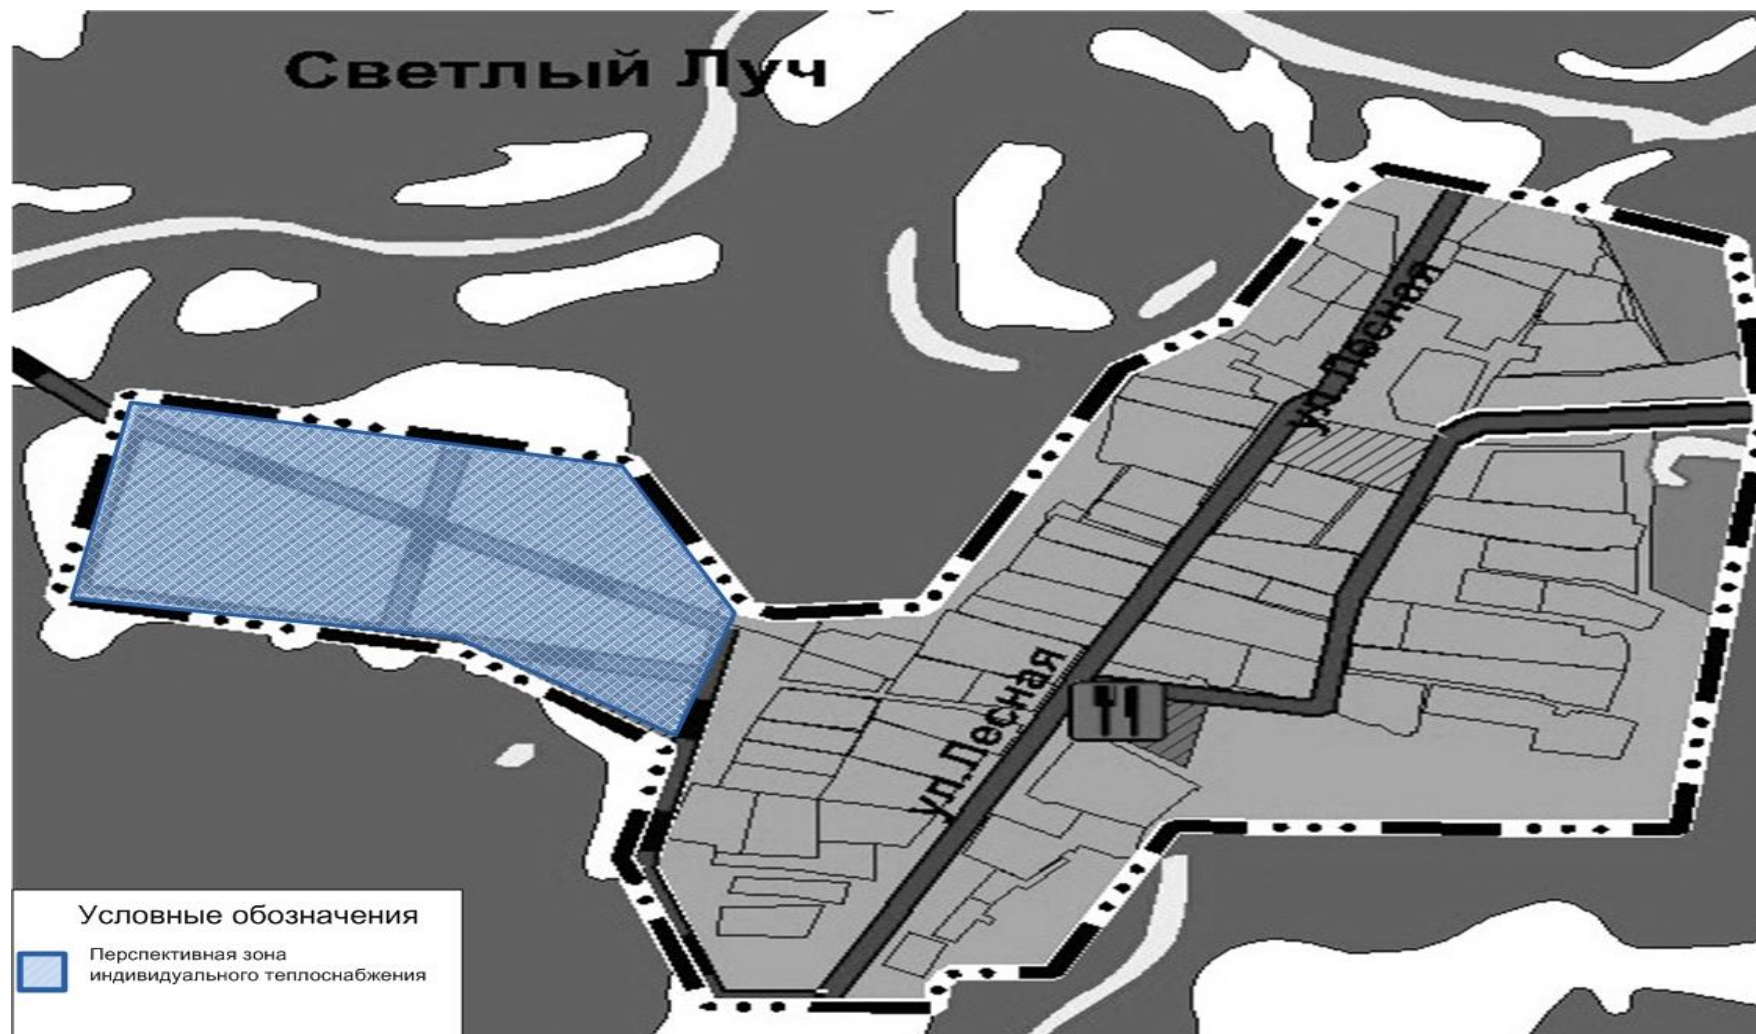 Светлый Луч
ул.Лесная
ул.Лесная
Условные обозначения
Перспективная зона
индивидуального теплоснабжения